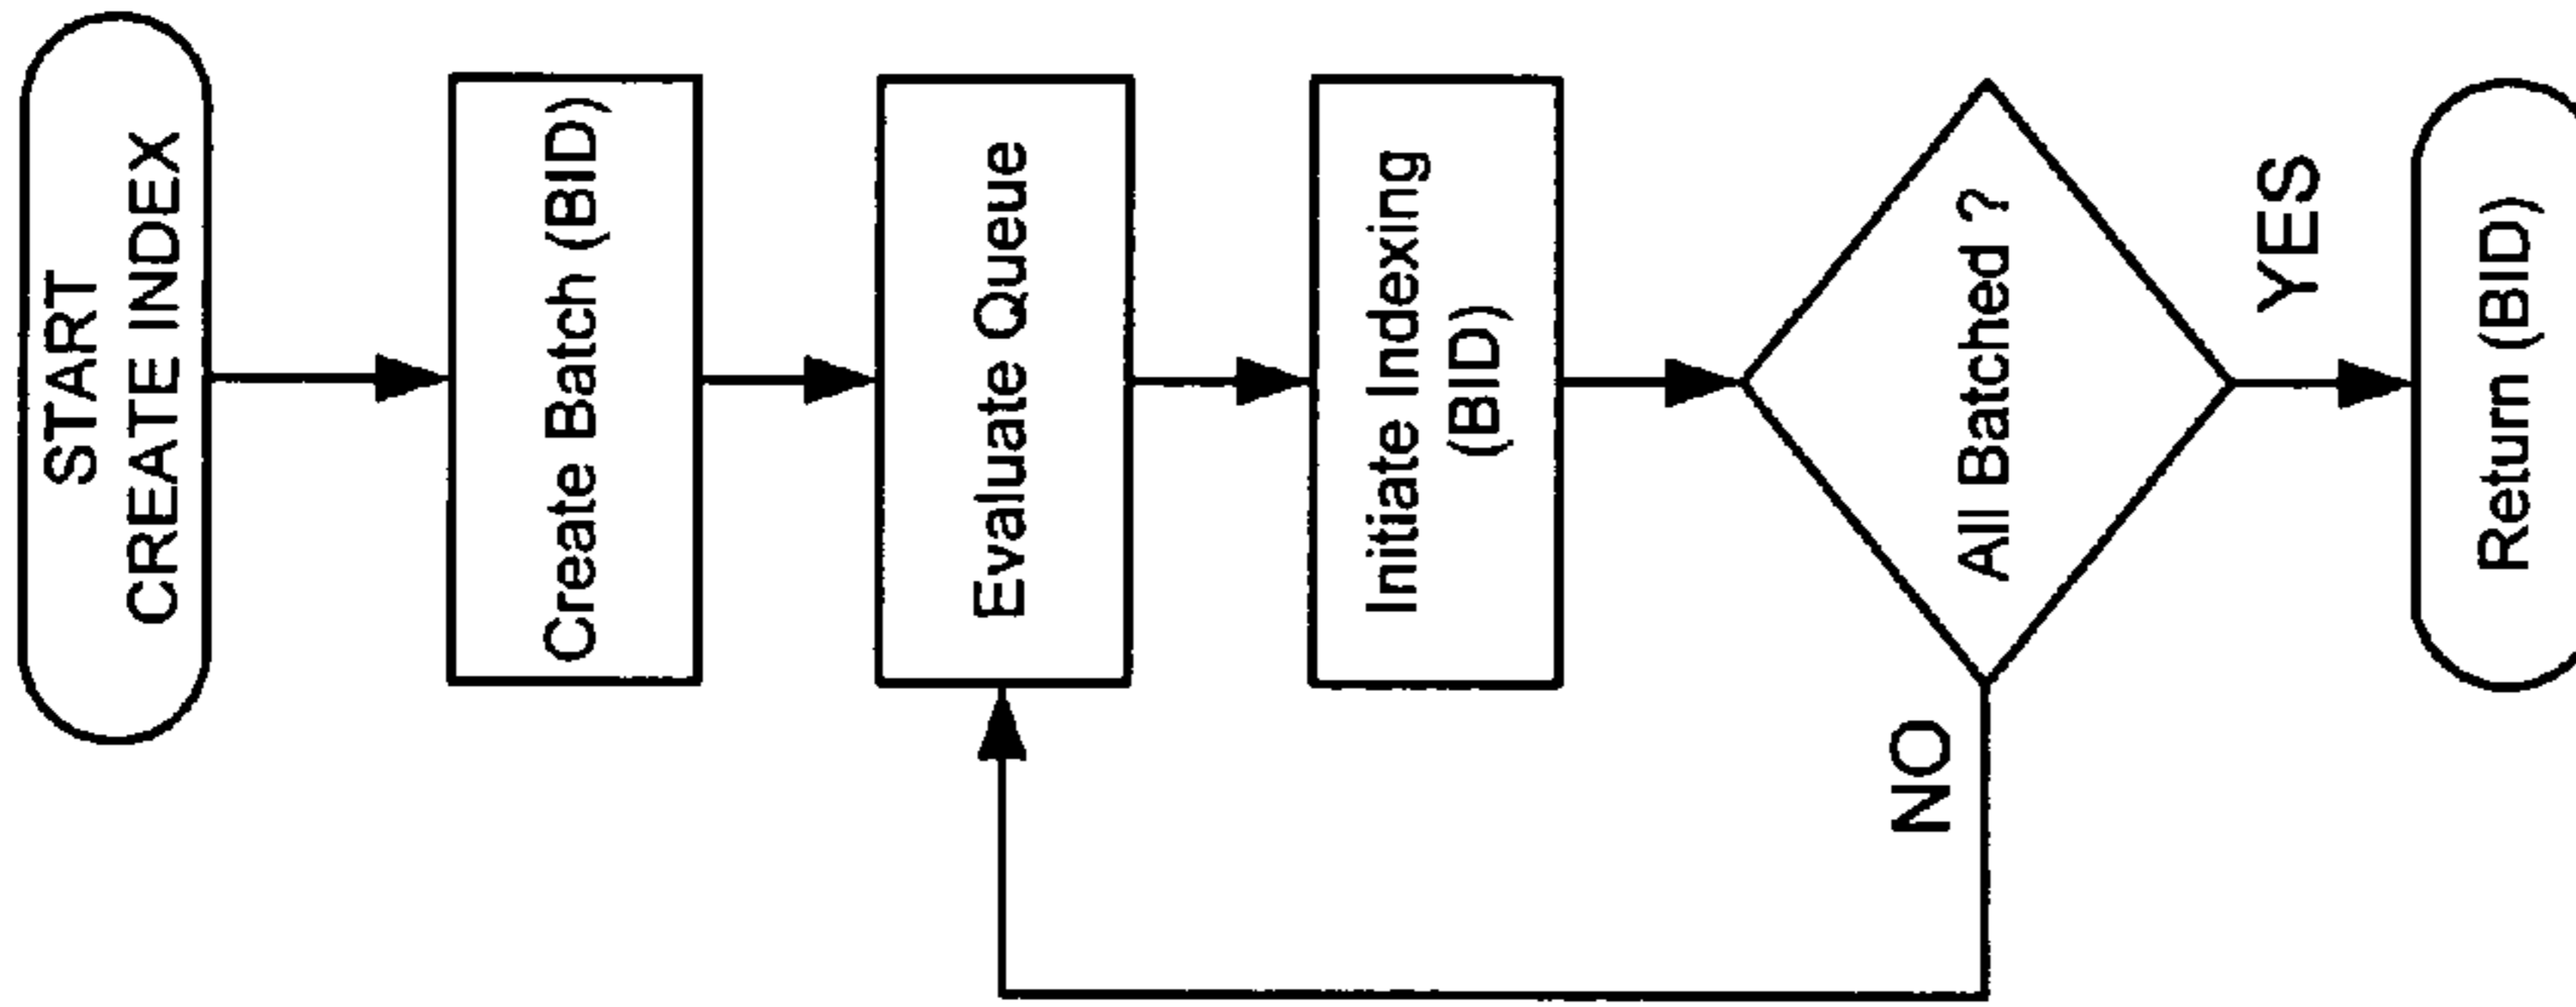 START
CREATE INDEX
Create Batch (BID)
Evaluate Queue
Initiate Indexing
(BID)
All Batched ?
NO
YES
Return (BID)